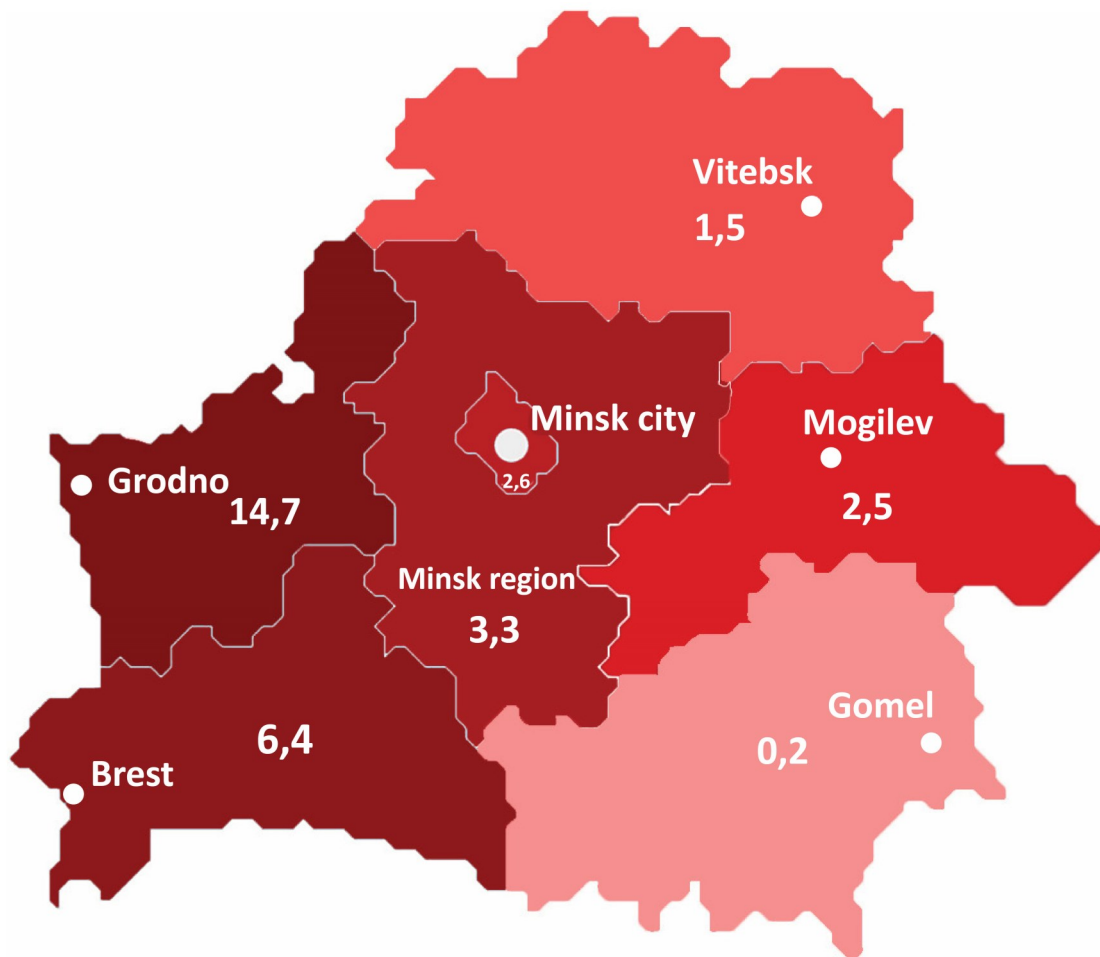 Vitebsk
1,5
Minsk city
2,6
Mogilev
2,5
Grodno
14,7
Minsk region
3,3
Gomel
0,2
6,4
Brest